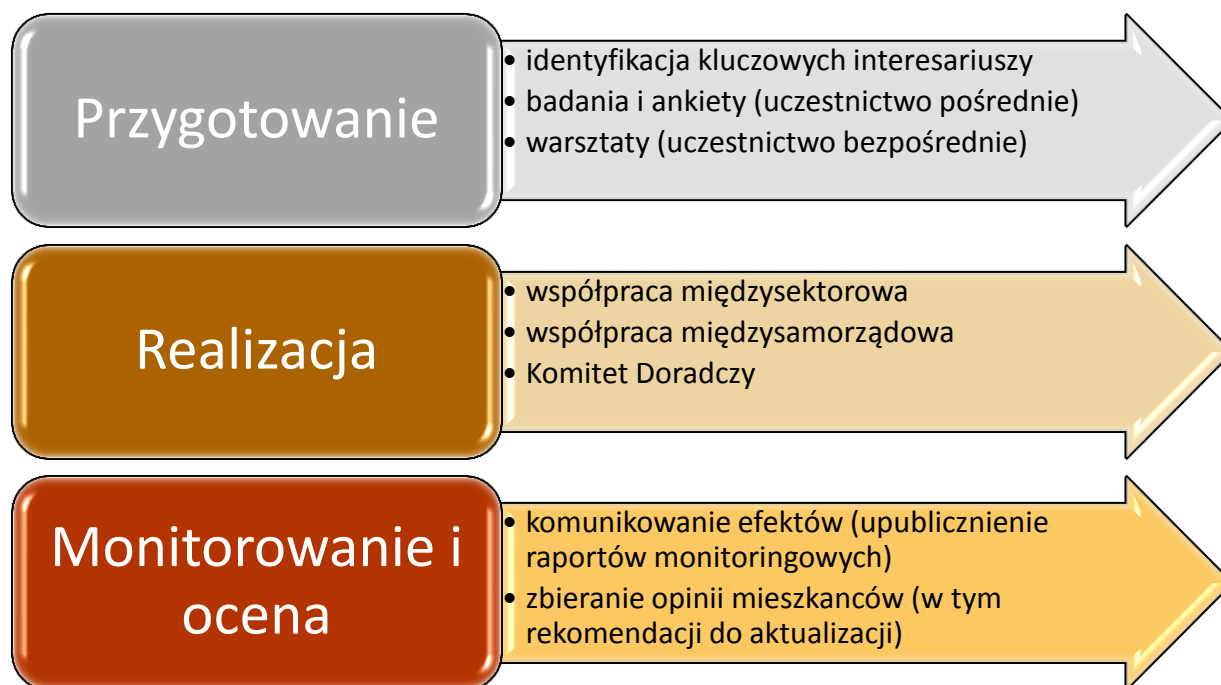 Przygotowanie
• identyfikacja kluczowych interesariuszy
• badania i ankiety (uczestnictwo pośrednie)
• warsztaty (uczestnictwo bezpośrednie)
Realizacja
• współpraca międzysektorowa
• współpraca międzysamorządowa
• Komitet Doradczy
Monitorowanie i
ocena
• komunikowanie efektów (upublicznienie
raportów monitoringowych)
• zbieranie opinii mieszkanców (w tym
rekomendacji do aktualizacji)